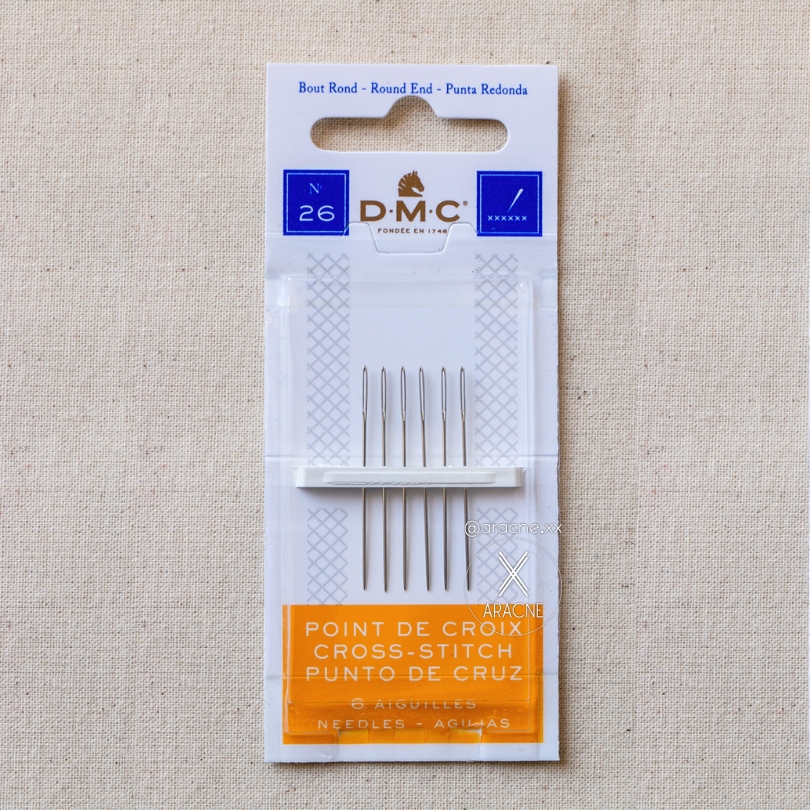 Bout Rond - Round End - Punta Redonda
N°
26
D·M·C®
FONDÉE EN 1746
xxxxxx
@aracne.xx
ARACNE
POINT DE CROIX
CROSS-STITCH
PUNTO DE CRUZ
6 AIGUILLES
NEEDLES - AGUJAS